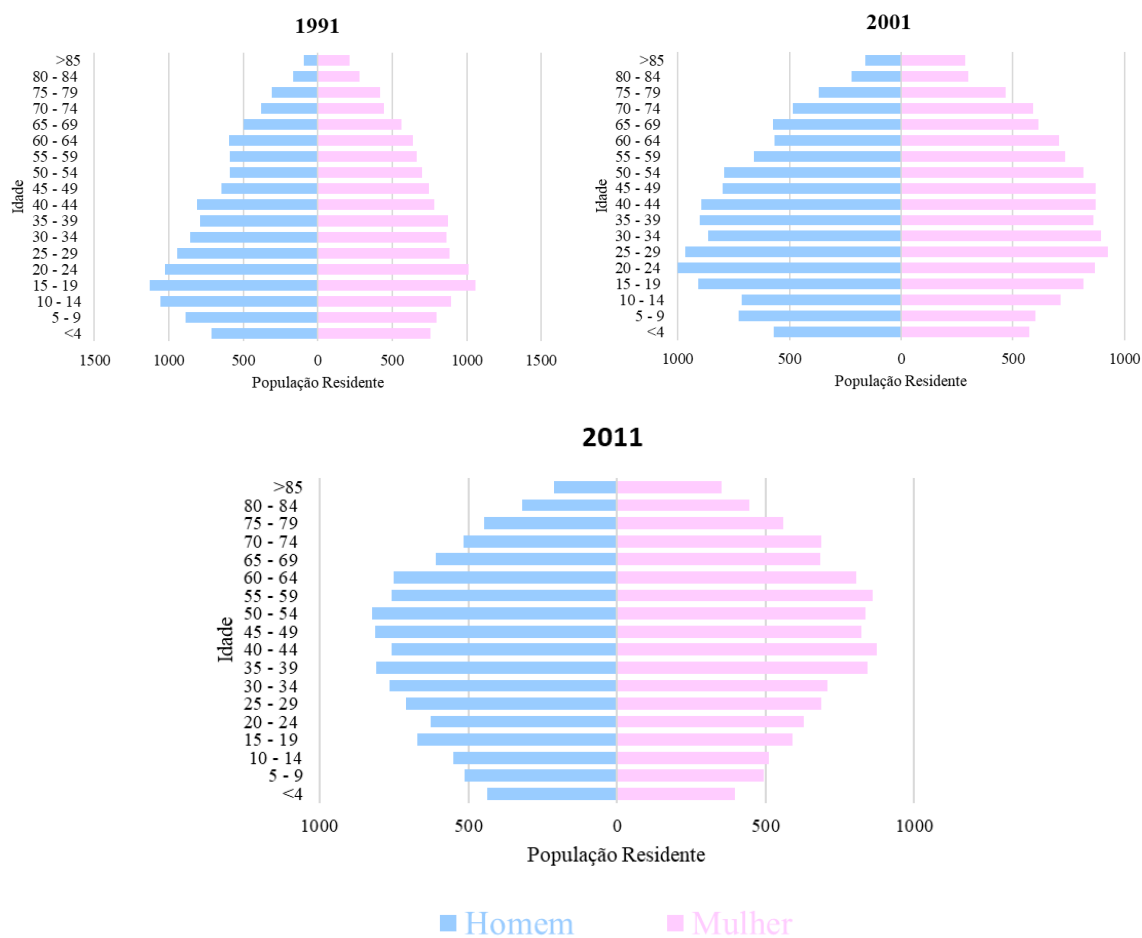 1991
>85
80 - 84
75 - 79
70 - 74
65 - 69
60 - 64
55 - 59
50 - 54
45 - 49
40 - 44
35 - 39
30 - 34
25 - 29
20 - 24
15 - 19
10 - 14
5 - 9
<4
Idade
1500 1000 500 0 500 1000 1500
População Residente
2001
>85
80 - 84
75 - 79
70 - 74
65 - 69
60 - 64
55 - 59
50 - 54
45 - 49
40 - 44
35 - 39
30 - 34
25 - 29
20 - 24
15 - 19
10 - 14
5 - 9
<4
Idade
1000 500 0 500 1000
População Residente
2011
>85
80 - 84
75 - 79
70 - 74
65 - 69
60 - 64
55 - 59
50 - 54
45 - 49
40 - 44
35 - 39
30 - 34
25 - 29
20 - 24
15 - 19
10 - 14
5 - 9
<4
Idade
1000 500 0 500 1000
População Residente
Homem Mulher